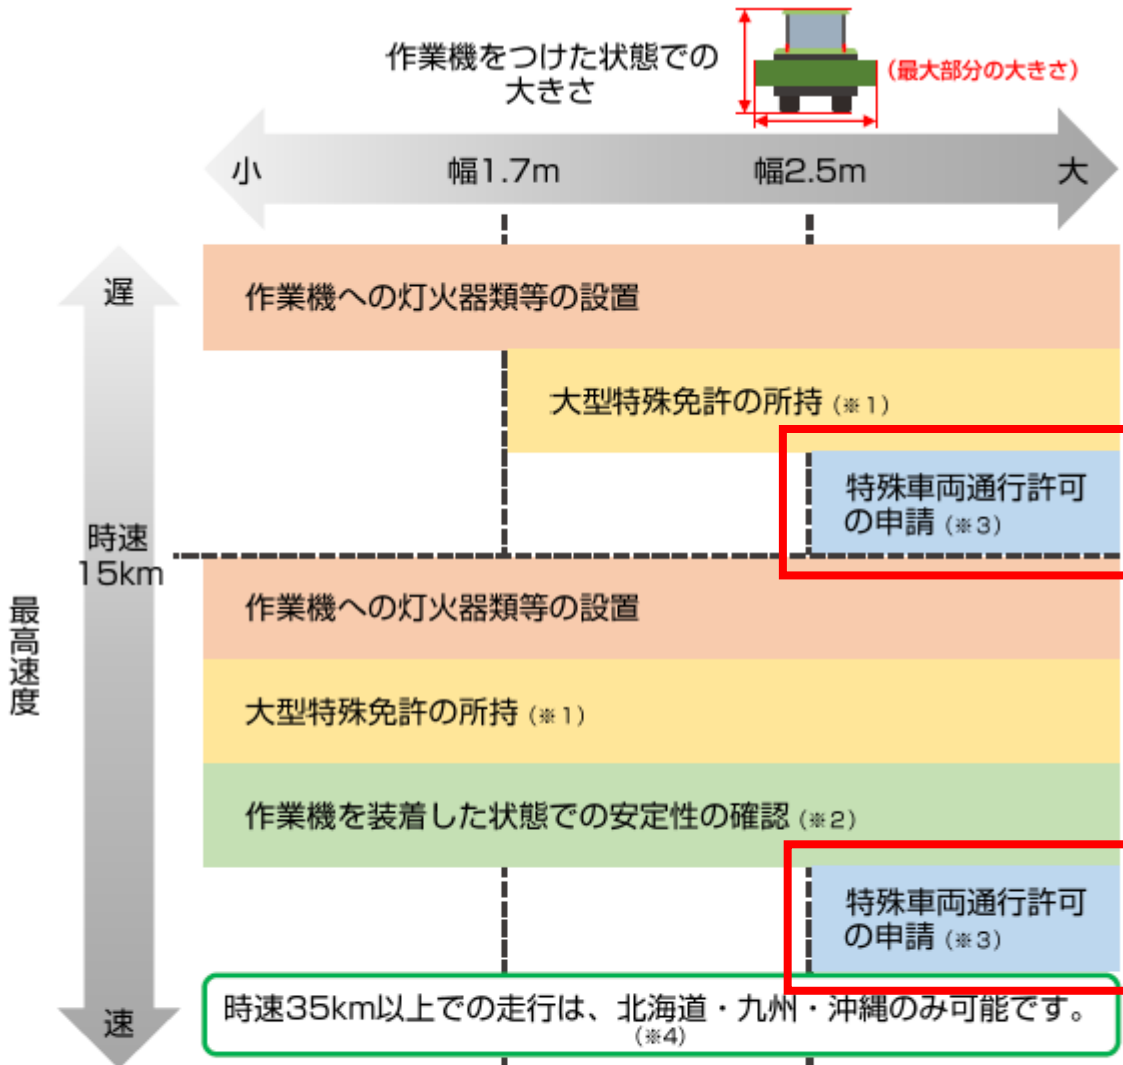 作業機をつけた状態での
大きさ
(最大部分の大きさ)
小
幅1.7m
幅2.5m
大
遅
作業機への灯火器類等の設置
大型特殊免許の所持 (※1)
特殊車両通行許可
の申請 (※3)
時速
15km
最高速度
作業機への灯火器類等の設置
大型特殊免許の所持 (※1)
作業機を装着した状態での安定性の確認 (※2)
特殊車両通行許可
の申請 (※3)
速
時速35km以上での走行は、北海道・九州・沖縄のみ可能です。
(※4)